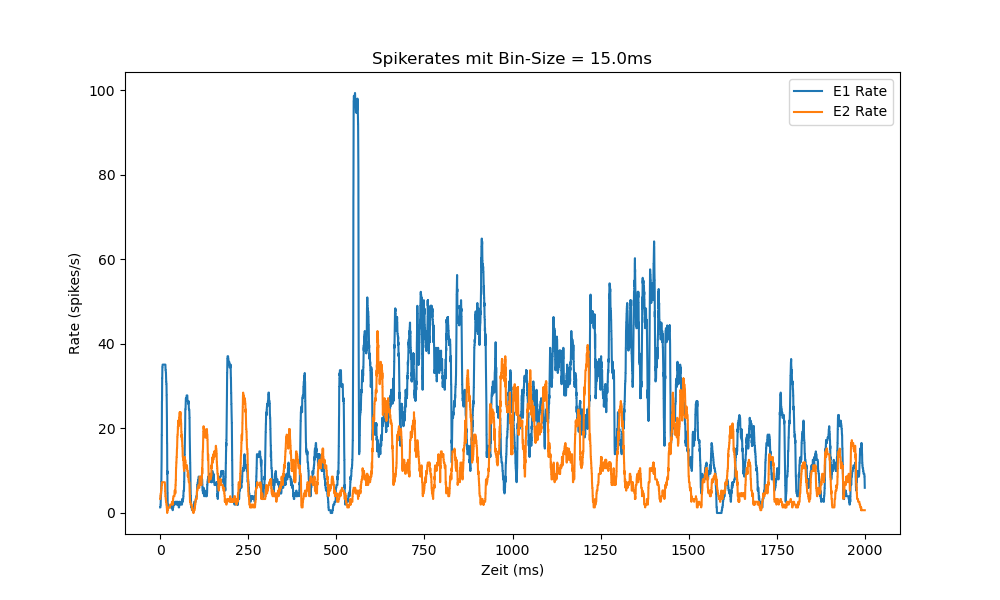 Spikerates mit Bin-Size = 15.0ms
E1 Rate
E2 Rate
100
80
60
40
20
0
Rate (spikes/s)
0 250 500 750 1000 1250 1500 1750 2000
Zeit (ms)